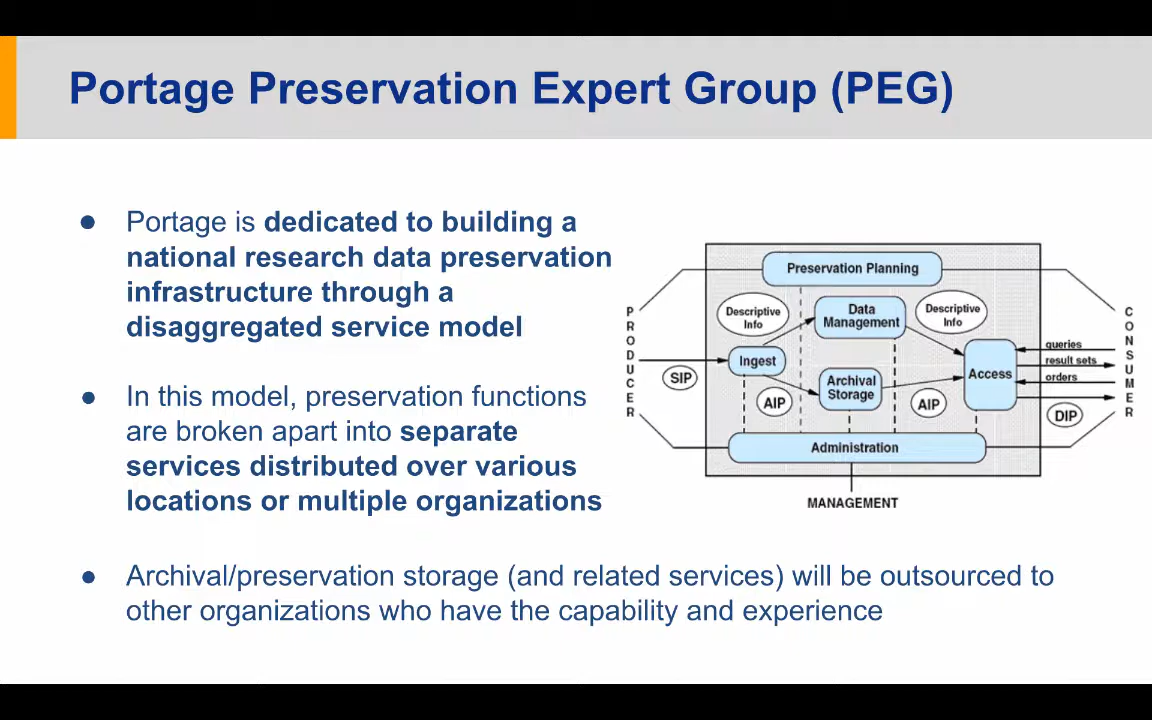 Portage Preservation Expert Group (PEG)
● Portage is dedicated to building a
national research data preservation
infrastructure through a
disaggregated service model
● In this model, preservation functions
are broken apart into separate
services distributed over various
locations or multiple organizations
● Archival/preservation storage (and related services) will be outsourced to
other organizations who have the capability and experience
Preservation Planning
Descriptive
Info
Data
Management
Descriptive
Info
PRODUCER
CONSUMER
Ingest
queries
result sets
orders
Access
SIP
Archival
Storage
AIP
AIP
DIP
Administration
MANAGEMENT